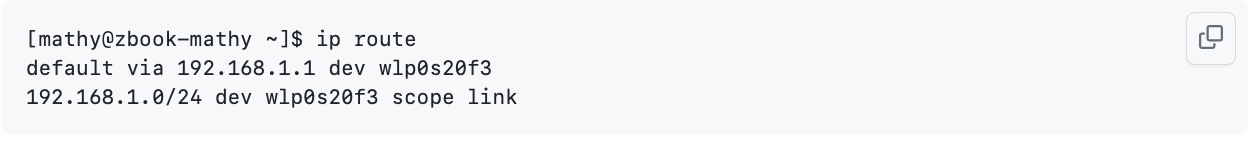 [mathy@zbook-mathy ~]$ ip route
default via 192.168.1.1 dev wlp0s20f3
192.168.1.0/24 dev wlp0s20f3 scope link